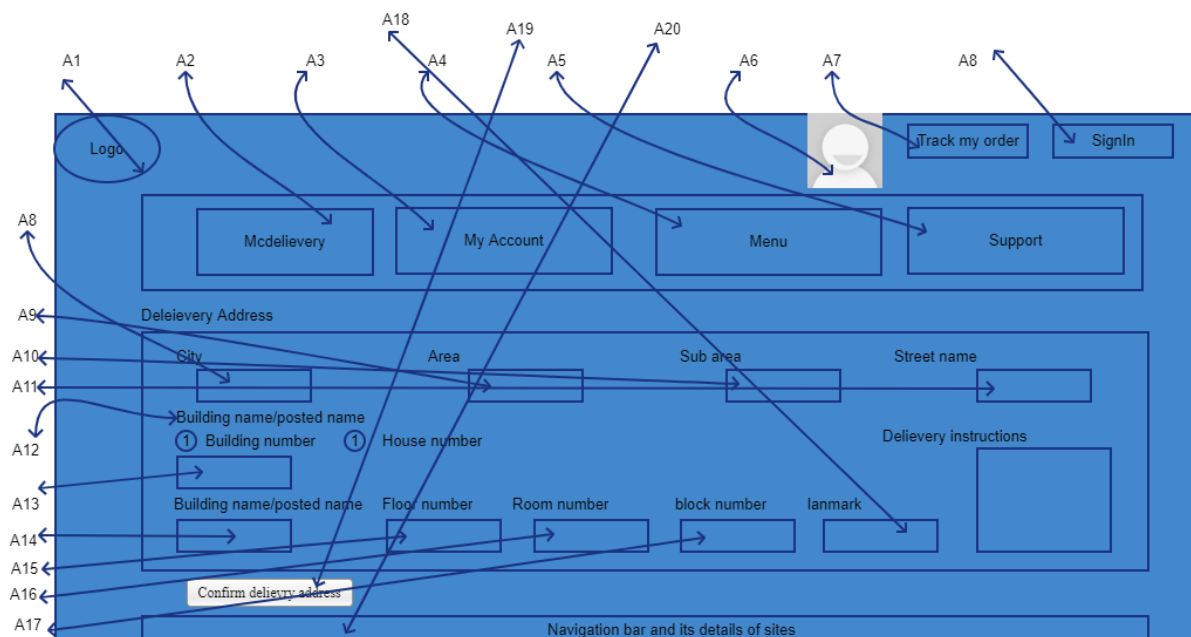 A18
A19
A20
A1
A2
A3
A4
A5
A6
A7
A8
Logo
Track my order
SignIn
A8
Mcdelievery
My Account
Menu
Support
A9
Deleievery Address
A10
City
Area
Sub area
Street name
A11
Building name/posted name
A12
1 Building number
1 House number
Delievery instructions
A13
Building name/posted name
Floor number
Room number
block number
lanmark
A14
A15
A16
Confirm delievry address
A17
Navigation bar and its details of sites